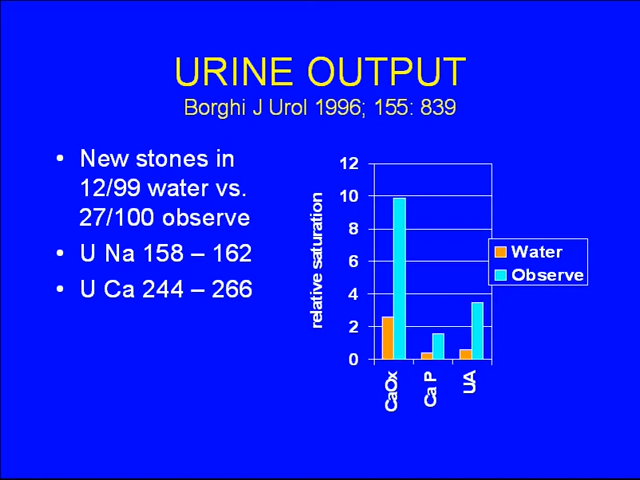 URINE OUTPUT
Borghi J Urol 1996; 155: 839
• New stones in
12/99 water vs.
27/100 observe
• U Na 158 – 162
• U Ca 244 – 266
relative saturation
12
10
8
6
4
2
0
CaOx
Ca P
UA
Water
Observe